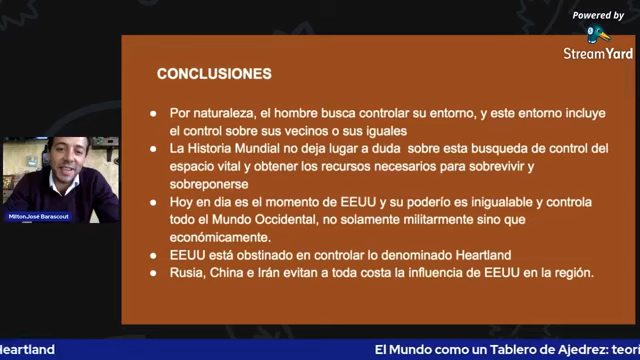 Powered by
StreamYard
CONCLUSIONES
● Por naturaleza, el hombre busca controlar su entorno, y este entorno incluye
el control sobre sus vecinos o sus iguales
● La Historia Mundial no deja lugar a duda sobre esta busqueda de control del
espacio vital y obtener los recursos necesarios para sobrevivir y
sobreponerse
● Hoy en dia es el momento de EEUU y su poderío es inigualable y controla
todo el Mundo Occidental, no solamente militarmente sino que
económicamente.
● EEUU está obstinado en controlar lo denominado Heartland
● Rusia, China e Irán evitan a toda costa la influencia de EEUU en la región.
MiltonJosé Barascout
Heartland
El Mundo como un Tablero de Ajedrez: teori